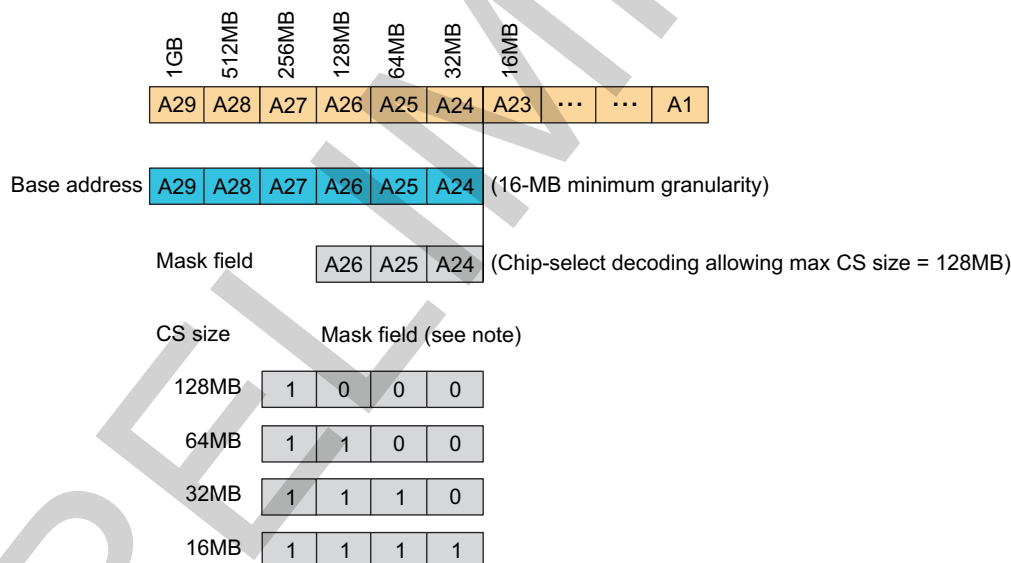 1GB 512MB 256MB 128MB 64MB 32MB 16MB
A29 A28 A27 A26 A25 A24 A23 ... ... A1
Base address A29 A28 A27 A26 A25 A24 (16-MB minimum granularity)
Mask field A26 A25 A24 (Chip-select decoding allowing max CS size = 128MB)
CS size Mask field (see note)
128MB 1 0 0 0
64MB 1 1 0 0
32MB 1 1 1 0
16MB 1 1 1 1